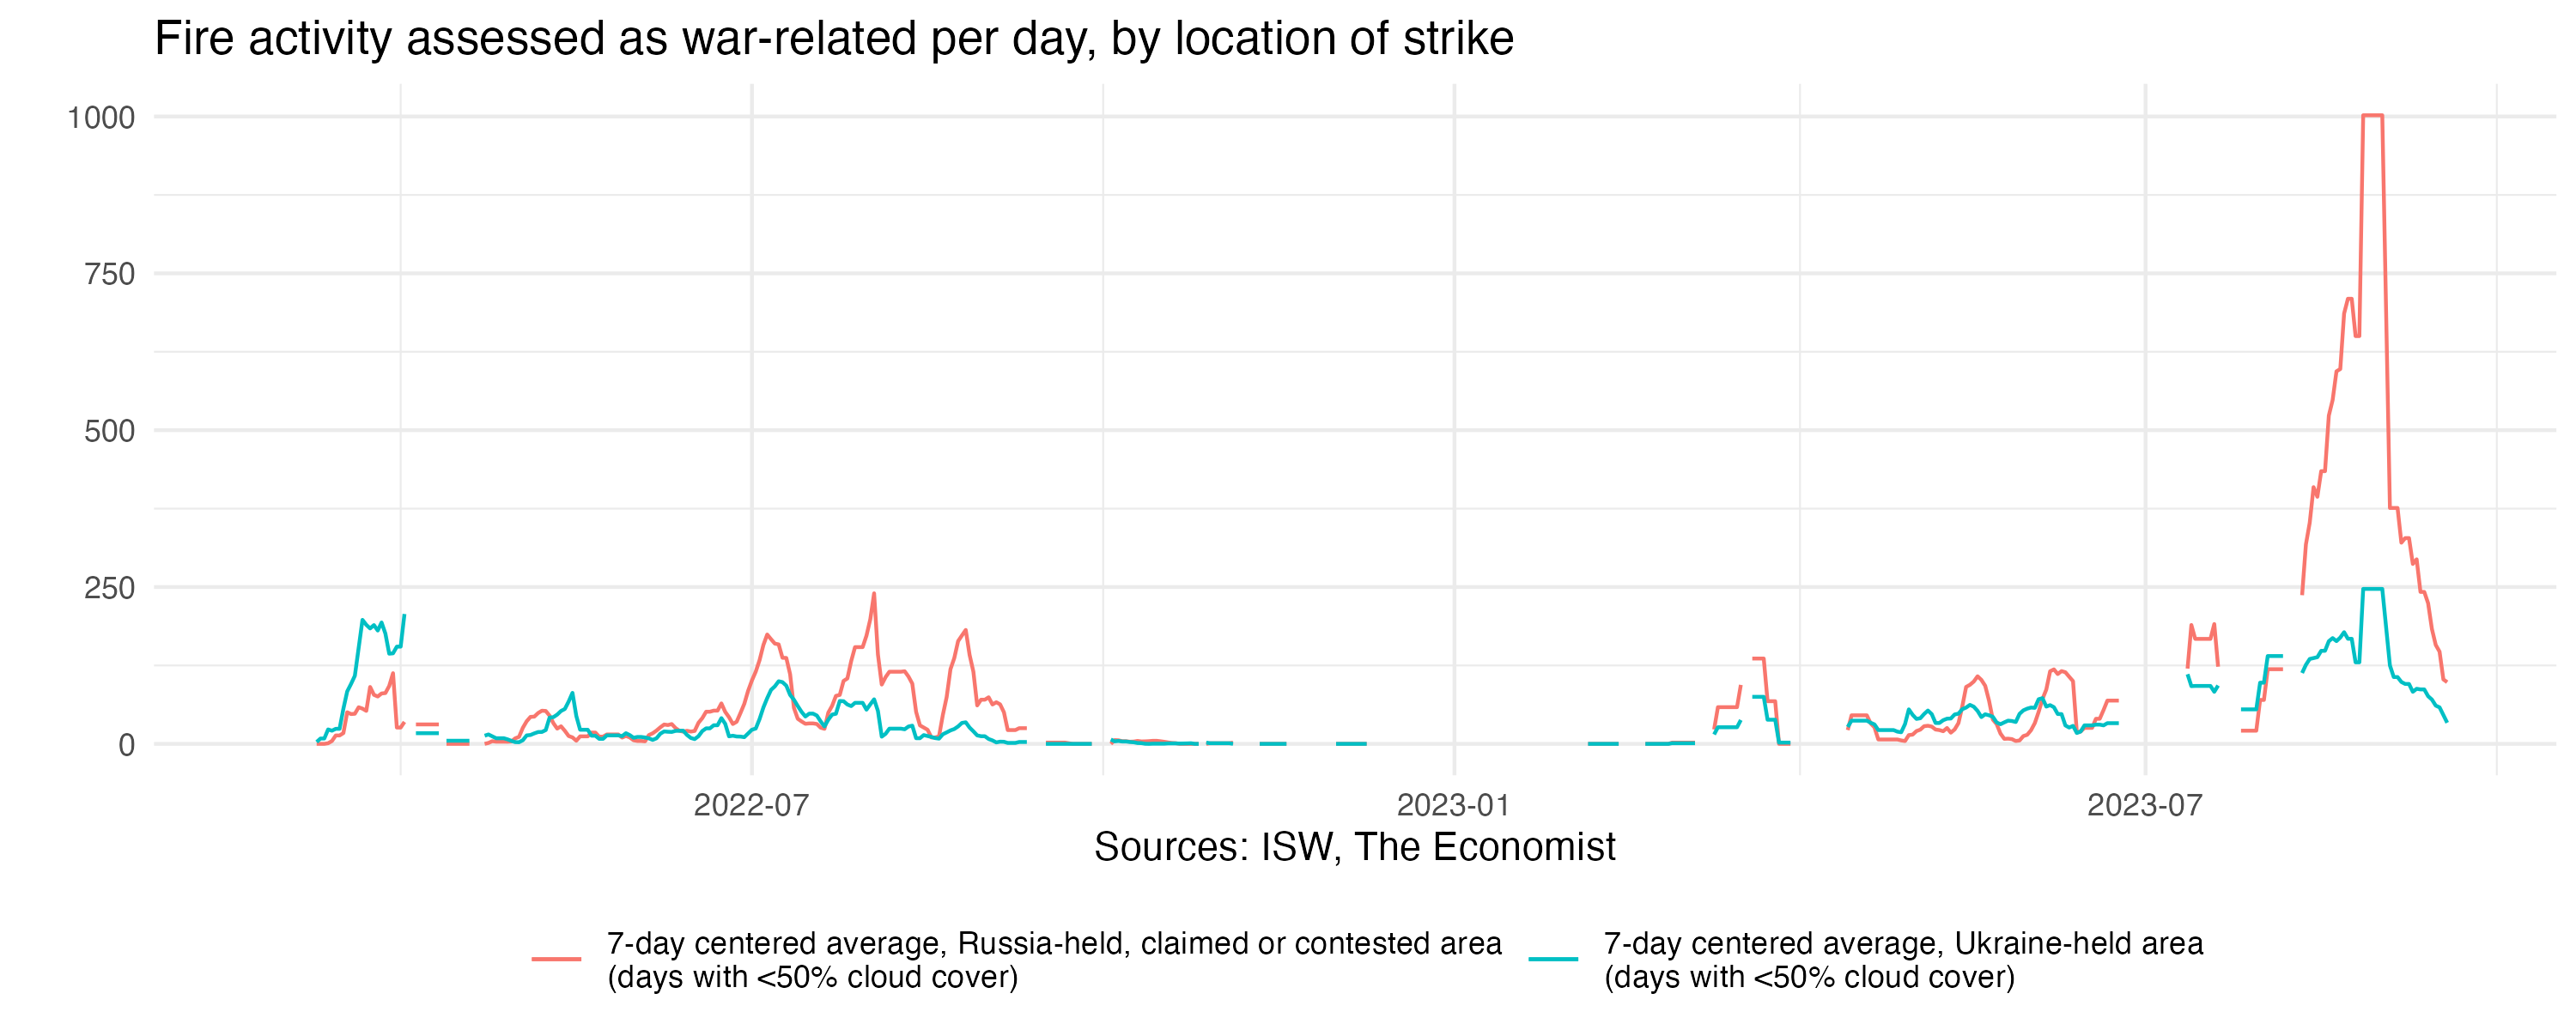 Fire activity assessed as war-related per day, by location of strike
1000
750
500
250
0
2022-07
2023-01
2023-07
Sources: ISW, The Economist
7-day centered average, Russia-held, claimed or contested area
(days with <50% cloud cover)
7-day centered average, Ukraine-held area
(days with <50% cloud cover)